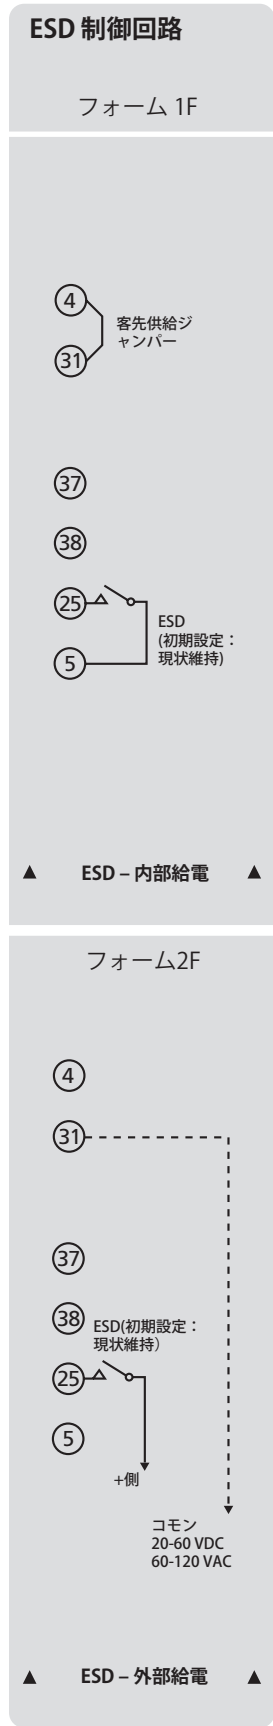 ESD 制御回路
フォーム 1F
4
客先供給ジ
ャンパー
31
37
38
25
ESD
(初期設定：
現状維持)
5
▲ ESD – 内部給電 ▲
フォーム2F
4
31
37
38
ESD(初期設定：
現状維持）
25
5
+側
コモン
20-60 VDC
60-120 VAC
▲ ESD – 外部給電 ▲